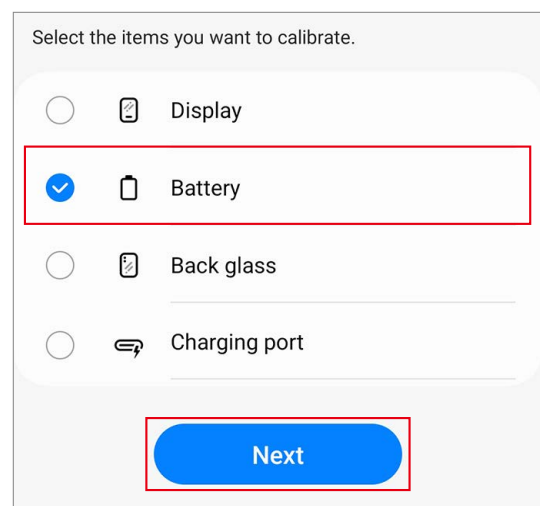 Select the items you want to calibrate.
Display
Battery
Back glass
Charging port
Next